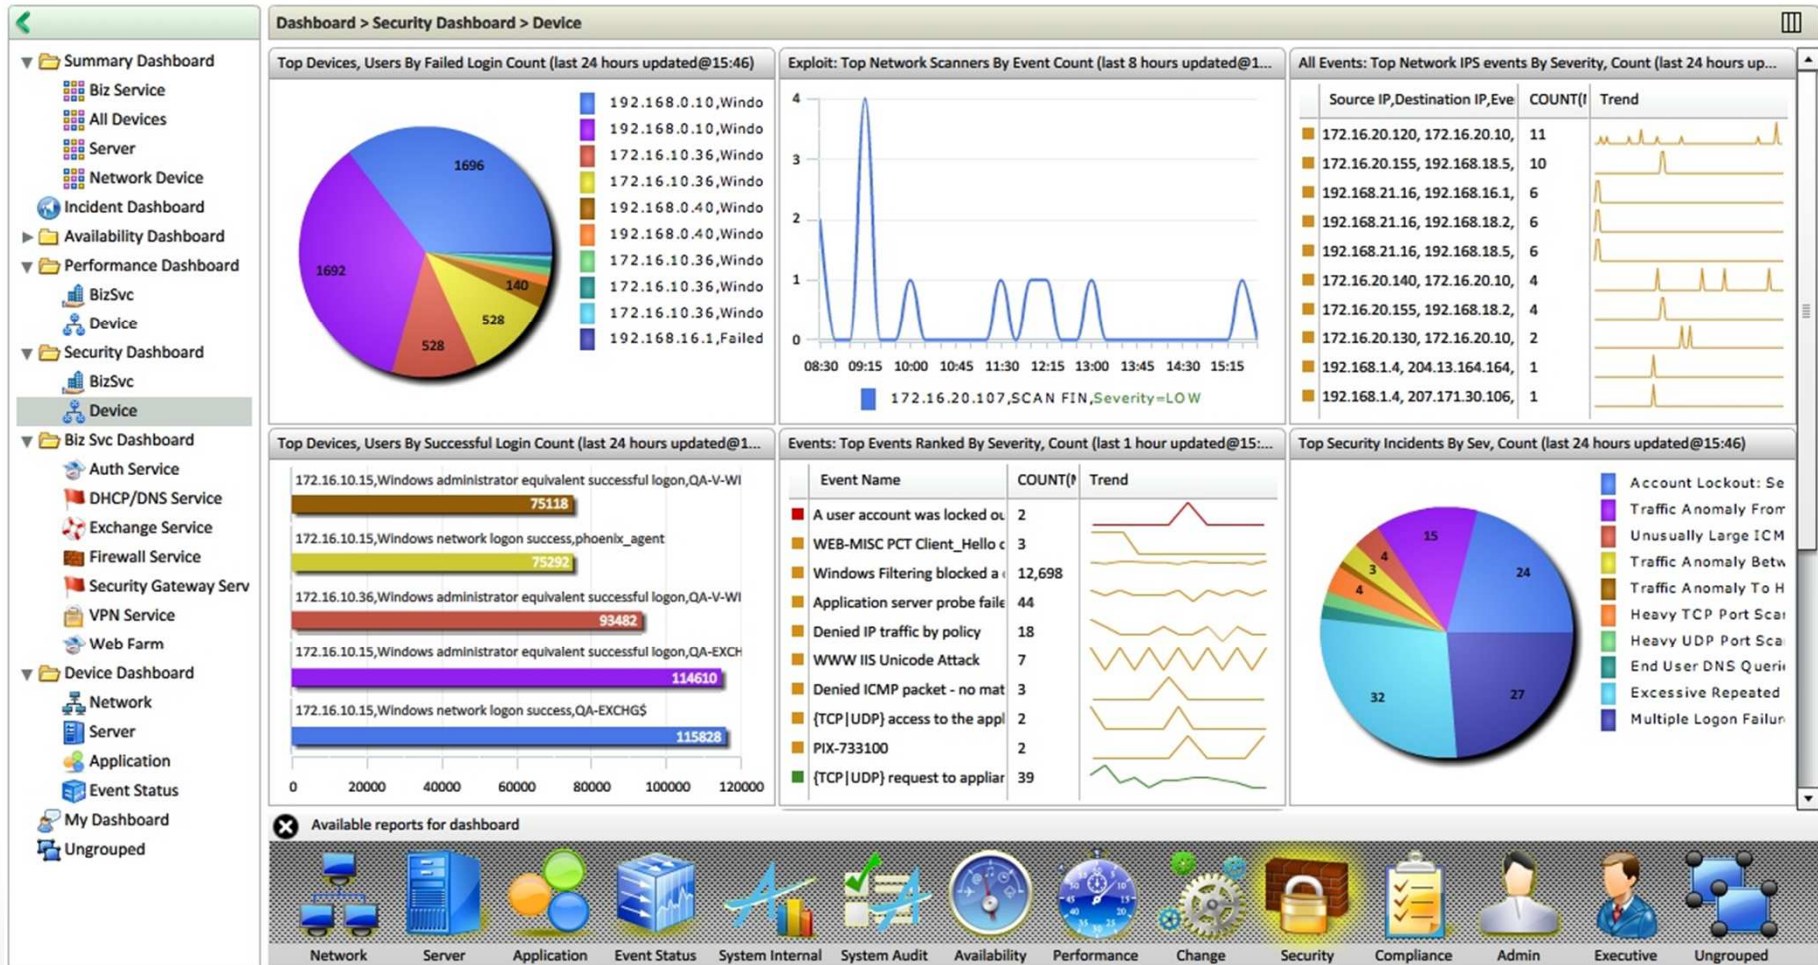 Dashboard > Security Dashboard > Device
Summary Dashboard
Biz Service
All Devices
Server
Network Device
Incident Dashboard
Availability Dashboard
Performance Dashboard
BizSvc
Device
Security Dashboard
BizSvc
Device
Biz Svc Dashboard
Auth Service
DHCP/DNS Service
Exchange Service
Firewall Service
Security Gateway Serv
VPN Service
Web Farm
Device Dashboard
Network
Server
Application
Event Status
My Dashboard
Ungrouped
Top Devices, Users By Failed Login Count (last 24 hours updated@15:46)
1696
1692
528
528
140
192.168.0.10,Windo
192.168.0.10,Windo
172.16.10.36,Windo
172.16.10.36,Windo
192.168.0.40,Windo
192.168.0.40,Windo
172.16.10.36,Windo
172.16.10.36,Windo
172.16.10.36,Windo
192.168.16.1,Failed
Exploit: Top Network Scanners By Event Count (last 8 hours updated@1...
4
3
2
1
0
08:30 09:15 10:00 10:45 11:30 12:15 13:00 13:45 14:30 15:15
172.16.20.107,SCAN FIN,Severity=LOW
All Events: Top Network IPS events By Severity, Count (last 24 hours up...
Source IP,Destination IP,Eve COUNT(I Trend
172.16.20.120, 172.16.20.10, 11
172.16.20.155, 192.168.18.5, 10
192.168.21.16, 192.168.16.1, 6
192.168.21.16, 192.168.18.2, 6
192.168.21.16, 192.168.18.5, 6
172.16.20.140, 172.16.20.10, 4
172.16.20.155, 192.168.18.2, 4
172.16.20.130, 172.16.20.10, 2
192.168.1.4, 204.13.164.164, 1
192.168.1.4, 207.171.30.106, 1
Top Devices, Users By Successful Login Count (last 24 hours updated@1...
172.16.10.15,Windows administrator equivalent successful logon,QA-V-WI
75118
172.16.10.15,Windows network logon success,phoenix_agent
75292
172.16.10.36,Windows administrator equivalent successful logon,QA-V-WI
93482
172.16.10.15,Windows administrator equivalent successful logon,QA-EXCH
114610
172.16.10.15,Windows network logon success,QA-EXCHG$
115828
0 20000 40000 60000 80000 100000 120000
Events: Top Events Ranked By Severity, Count (last 1 hour updated@15:...
Event Name COUNT(M Trend
A user account was locked ou 2
WEB-MISC PCT Client_Hello c 3
Windows Filtering blocked a 12,698
Application server probe faile 44
Denied IP traffic by policy 18
WWW IIS Unicode Attack 7
Denied ICMP packet - no mat 3
{TCP|UDP} access to the appl 2
PIX-733100 2
{TCP|UDP} request to appliar 39
Top Security Incidents By Sev, Count (last 24 hours updated@15:46)
15
24
4
3
4
32
27
Account Lockout: Se
Traffic Anomaly From
Unusually Large ICM
Traffic Anomaly Betw
Traffic Anomaly To H
Heavy TCP Port Scan
Heavy UDP Port Scan
End User DNS Queri
Excessive Repeated
Multiple Logon Failur
Available reports for dashboard
Network Server Application Event Status System Internal System Audit Availability Performance Change Security Compliance Admin Executive Ungrouped